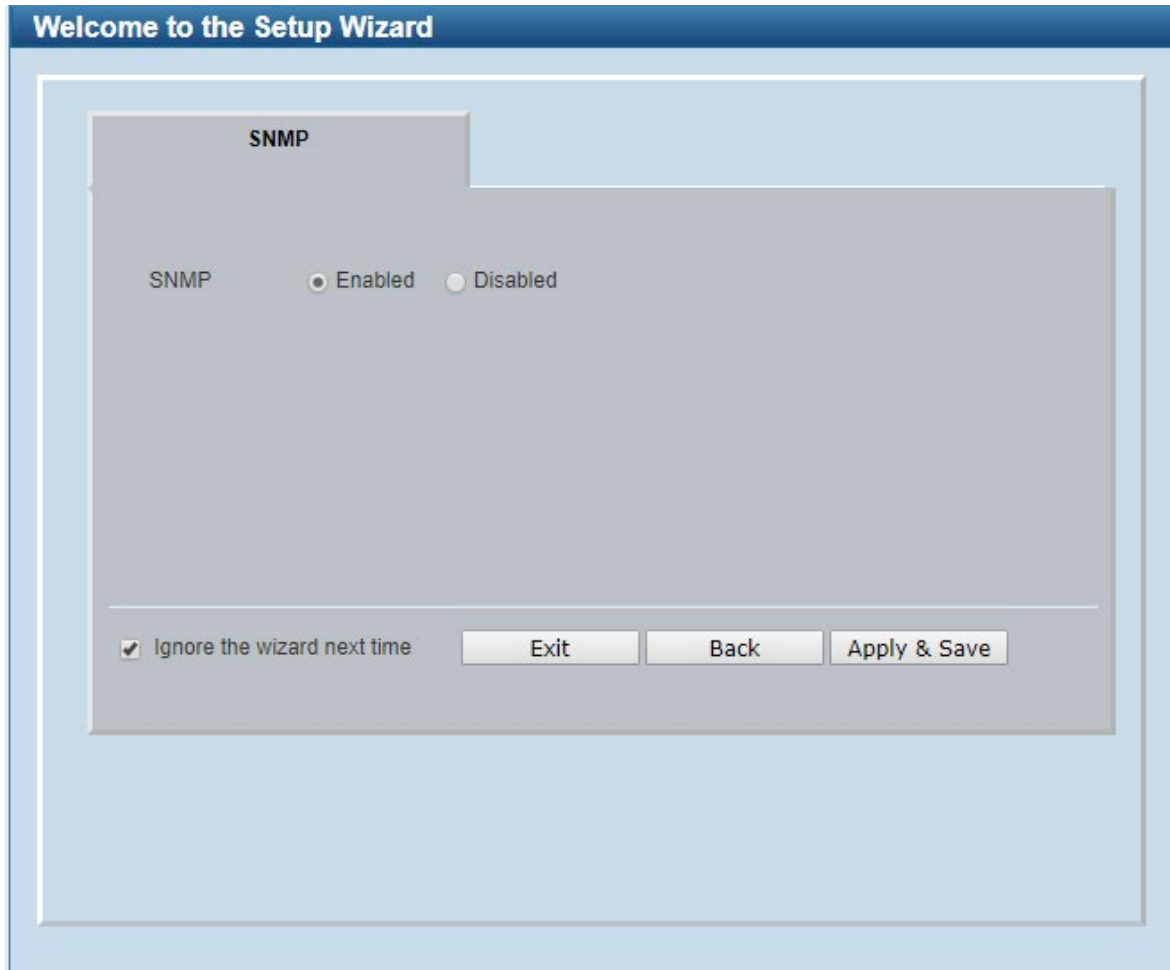 Welcome to the Setup Wizard
SNMP
SNMP Enabled Disabled
Ignore the wizard next time Exit Back Apply & Save